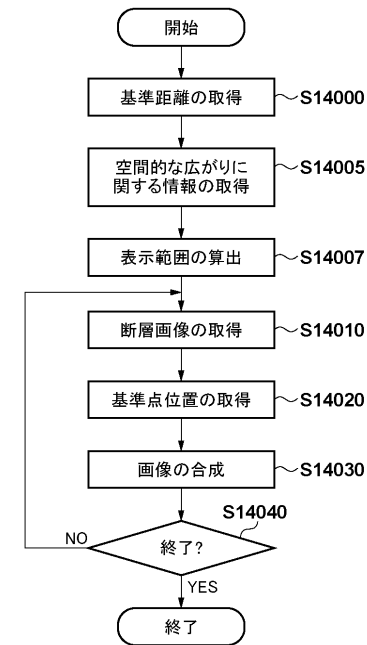 開始
基準距離の取得
S14000
空間的な広がりに
関する情報の取得
S14005
表示範囲の算出
S14007
断層画像の取得
S14010
基準点位置の取得
S14020
画像の合成
S14030
S14040
終了?
NO
YES
終了